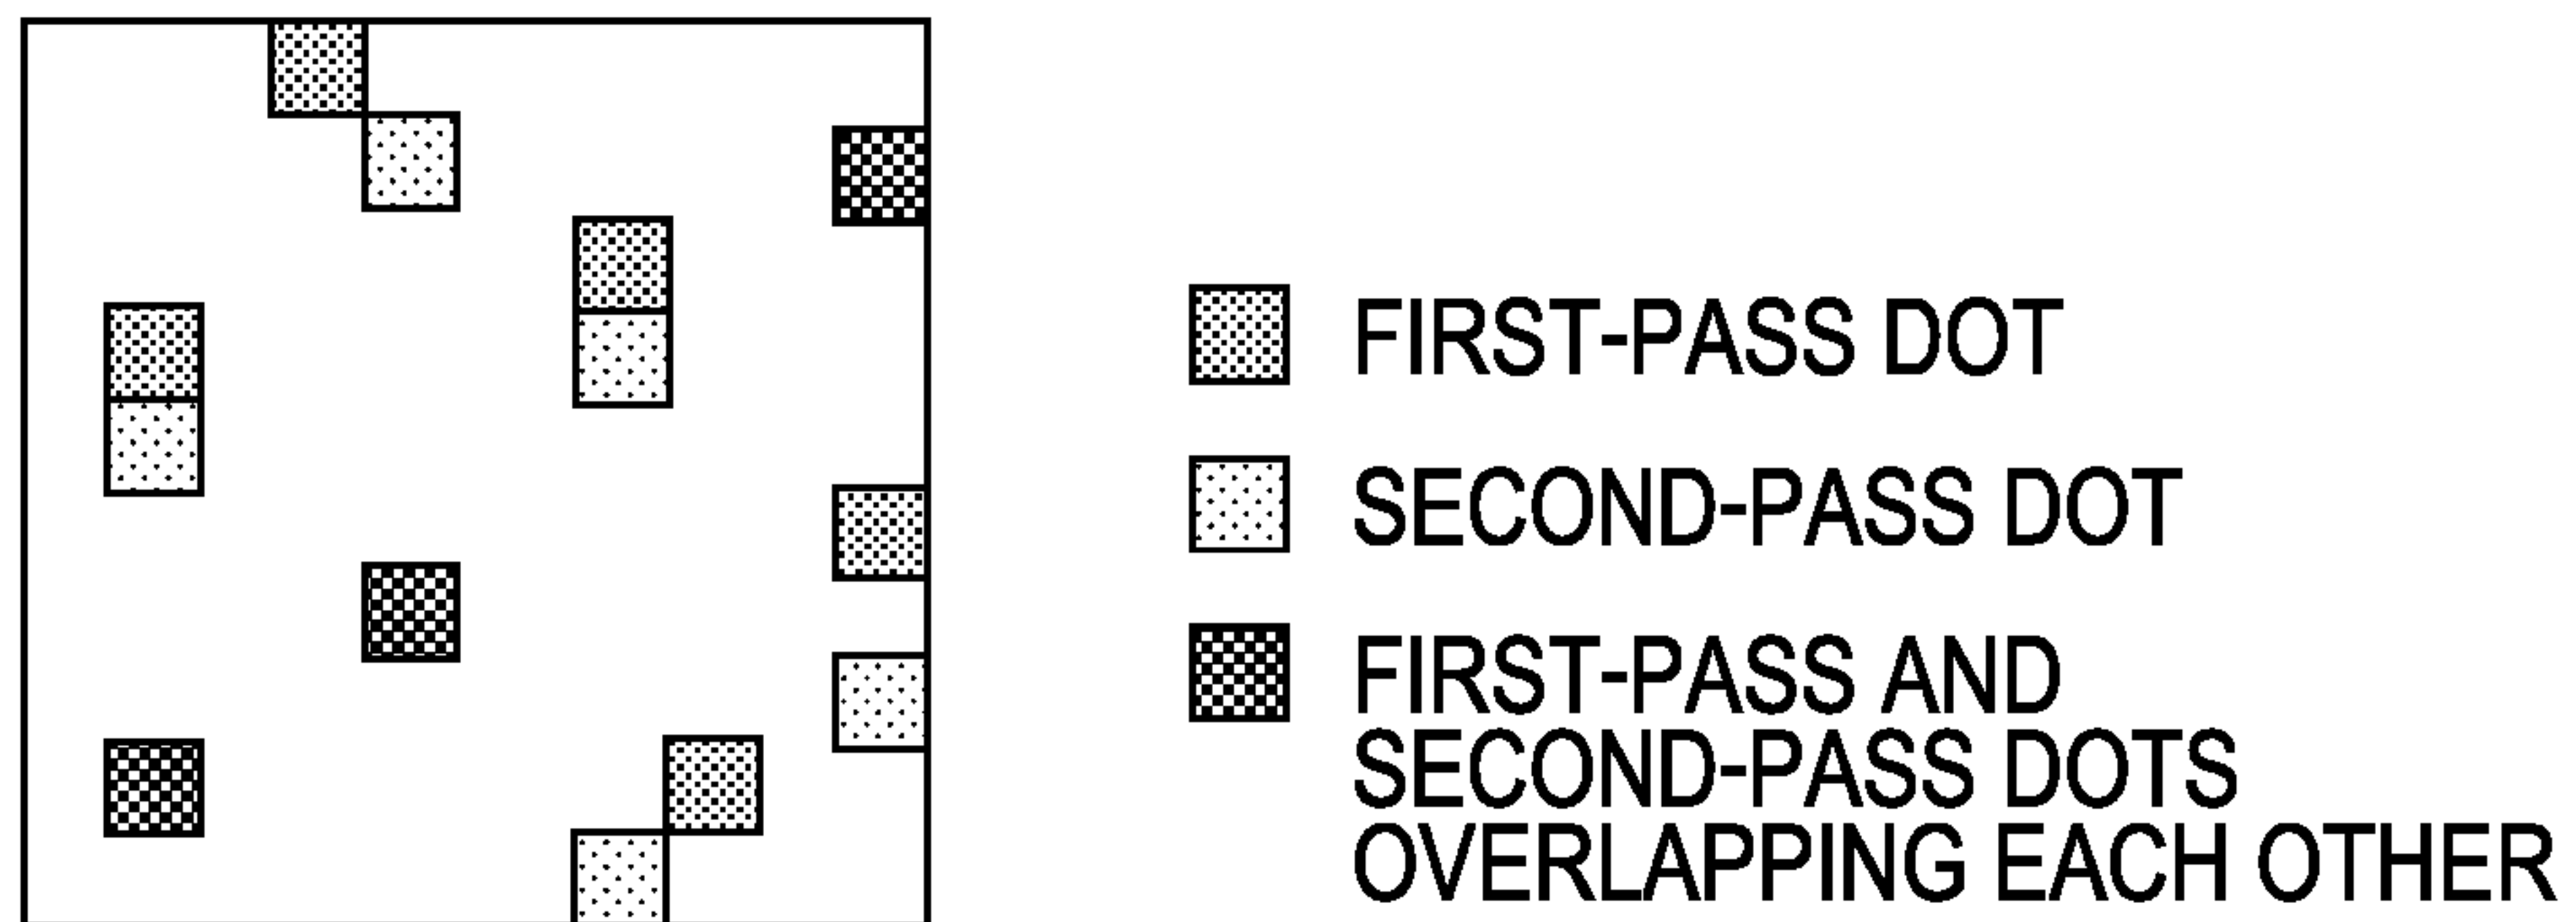 FIRST-PASS DOT
SECOND-PASS DOT
FIRST-PASS AND
SECOND-PASS DOTS
OVERLAPPING EACH OTHER